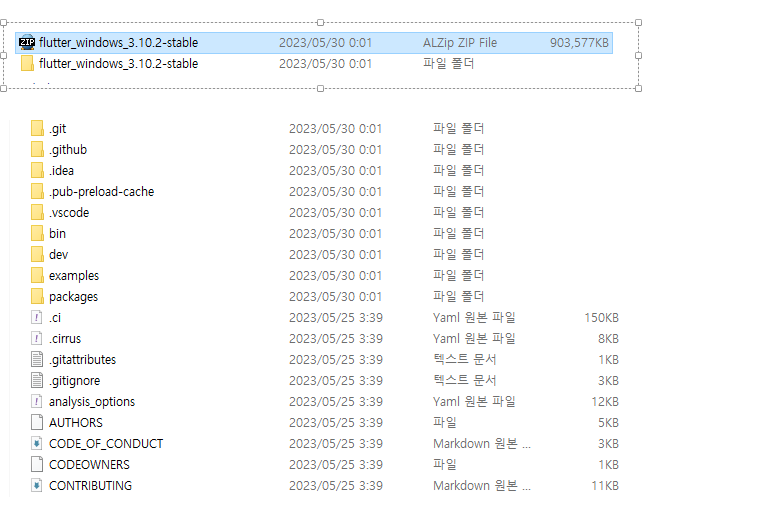 ZIP flutter_windows_3.10.2-stable 2023/05/30 0:01 ALZip ZIP File 903,577KB
flutter_windows_3.10.2-stable 2023/05/30 0:01 파일 폴더
.git 2023/05/30 0:01 파일 폴더
.github 2023/05/30 0:01 파일 폴더
.idea 2023/05/30 0:01 파일 폴더
.pub-preload-cache 2023/05/30 0:01 파일 폴더
.vscode 2023/05/30 0:01 파일 폴더
bin 2023/05/30 0:01 파일 폴더
dev 2023/05/30 0:01 파일 폴더
examples 2023/05/30 0:01 파일 폴더
packages 2023/05/30 0:01 파일 폴더
.ci 2023/05/25 3:39 Yaml 원본 파일 150KB
.cirrus 2023/05/25 3:39 Yaml 원본 파일 8KB
.gitattributes 2023/05/25 3:39 텍스트 문서 1KB
.gitignore 2023/05/25 3:39 텍스트 문서 3KB
analysis_options 2023/05/25 3:39 Yaml 원본 파일 12KB
AUTHORS 2023/05/25 3:39 파일 5KB
CODE_OF_CONDUCT 2023/05/25 3:39 Markdown 원본 ... 3KB
CODEOWNERS 2023/05/25 3:39 파일 1KB
CONTRIBUTING 2023/05/25 3:39 Markdown 원본 ... 11KB